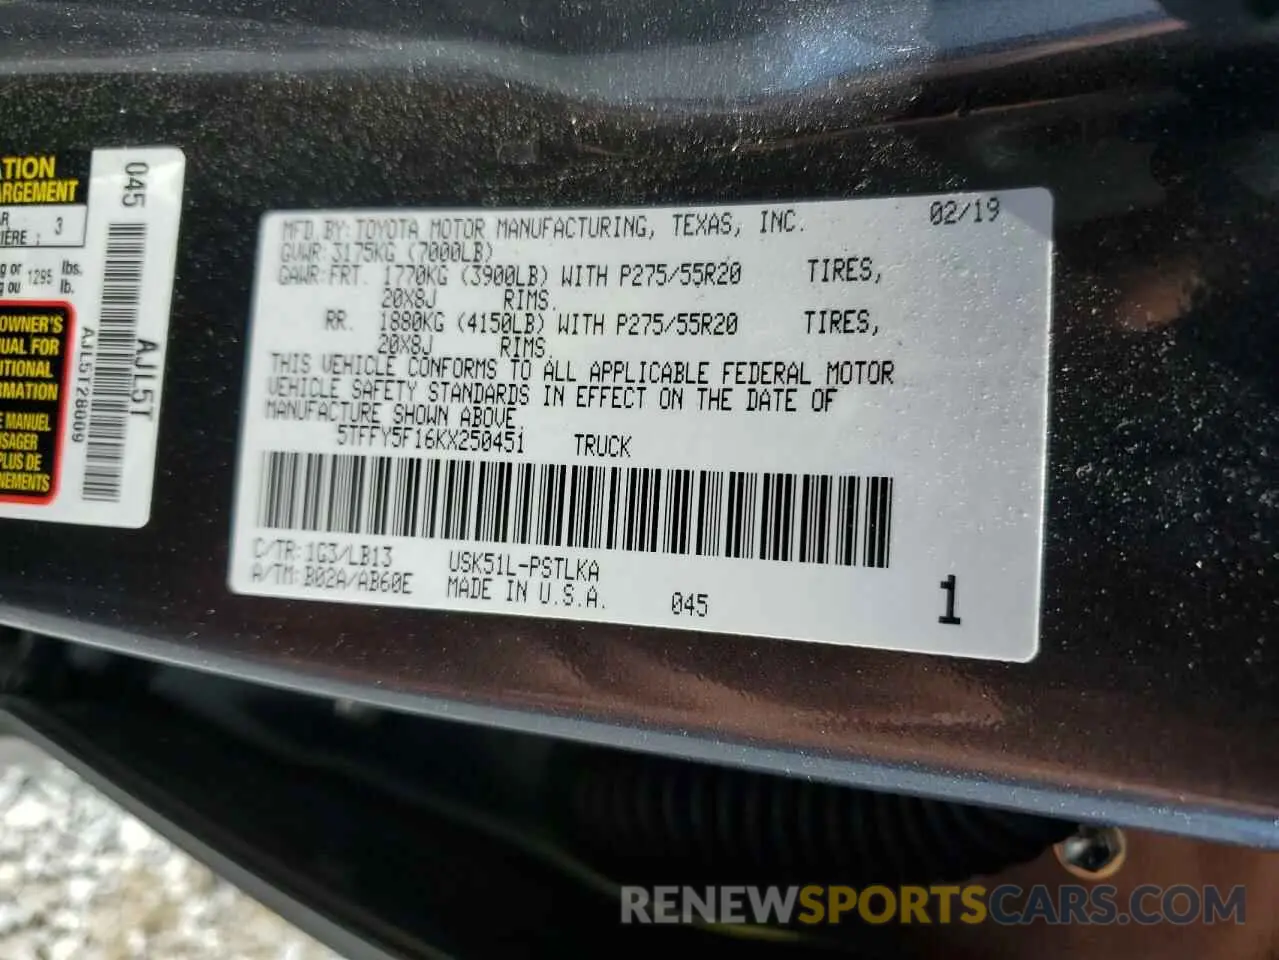 ATION
ARGEMENT
3
IÈRE :
1295
lbs.
lb.
OWNER'S
UAL FOR
MANUEL
PLUS DE
NEMENTS
045
AJL5T
AJL5T28009
MFD.BY: TOYOTA MOTOR MANUFACTURING, TEXAS, INC. 02/19
GVWR: 3175KG (7000LB)
GAWR: FRT. 1770KG (3900LB) WITH P275/55R20 TIRES,
20X8J RIMS.
RR. 1880KG (4150LB) WITH P275/55R20 TIRES,
20X8J RIMS.
THIS VEHICLE CONFORMS TO ALL APPLICABLE FEDERAL MOTOR
VEHICLE SAFETY STANDARDS IN EFFECT ON THE DATE OF
MANUFACTURE SHOWN ABOVE.
5TFFY5F16KX250451 TRUCK
C/TR: 1G3/LB13 USK51L-PSTLKA
A/TM: B02A/AB60E MADE IN U.S.A. 045
1
RENEWSPORTSCARS.COM